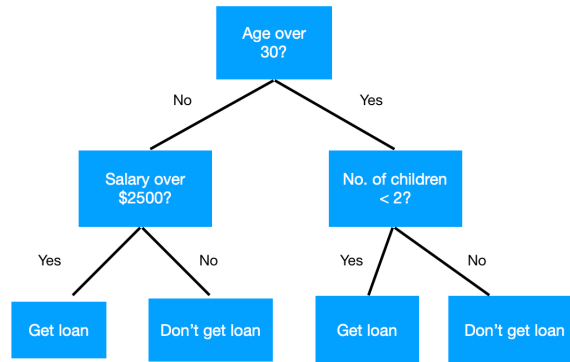 Age over
30?
No
Yes
Salary over
$2500?
No. of children
< 2?
Yes
No
Yes
No
Get loan
Don't get loan
Get loan
Don't get loan